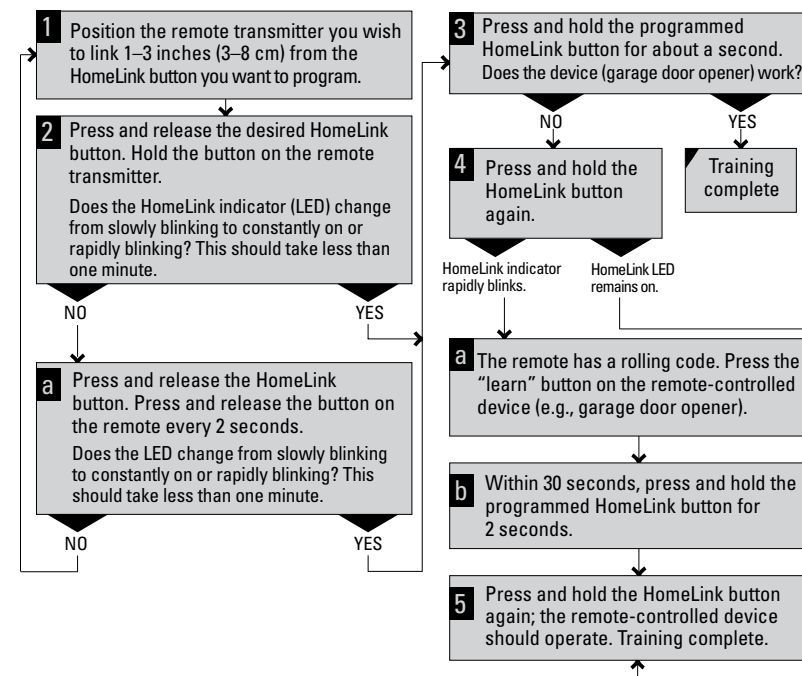 1
Position the remote transmitter you wish
to link 1–3 inches (3–8 cm) from the
HomeLink button you want to program.
2
Press and release the desired HomeLink
button. Hold the button on the remote
transmitter.
Does the HomeLink indicator (LED) change
from slowly blinking to constantly on or
rapidly blinking? This should take less than
one minute.
NO
YES
a
Press and release the HomeLink
button. Press and release the button on
the remote every 2 seconds.
Does the LED change from slowly blinking
to constantly on or rapidly blinking? This
should take less than one minute.
NO
YES
3
Press and hold the programmed
HomeLink button for about a second.
Does the device (garage door opener) work?
NO
YES
4
Press and hold the
HomeLink button
again.
Training
complete
HomeLink indicator
rapidly blinks.
HomeLink LED
remains on.
a
The remote has a rolling code. Press the
“learn” button on the remote-controlled
device (e.g., garage door opener).
b
Within 30 seconds, press and hold the
programmed HomeLink button for
2 seconds.
5
Press and hold the HomeLink button
again; the remote-controlled device
should operate. Training complete.